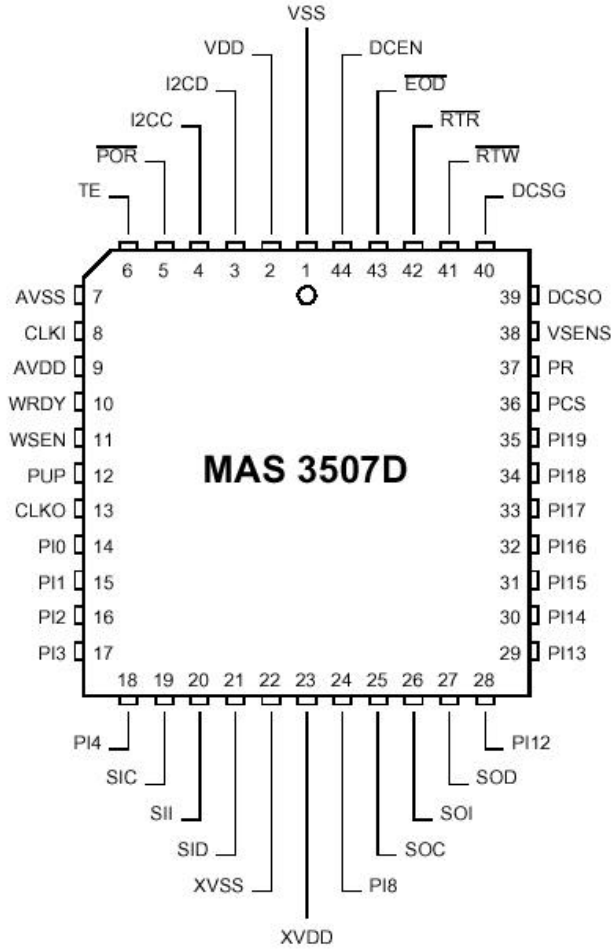 VSS
VDD DCEN
I2CD EOD
I2CC RTR
POR RTW
TE DCSG
6 5 4 3 2 1 44 43 42 41 40
AVSS 7 39 DCSO
CLKI 8 38 VSENS
AVDD 9 37 PR
WRDY 10 36 PCS
WSEN 11 35 PI19
PUP 12 34 PI18
CLKO 13 33 PI17
PI0 14 32 PI16
PI1 15 31 PI15
PI2 16 30 PI14
PI3 17 29 PI13
MAS 3507D
18 19 20 21 22 23 24 25 26 27 28
PI4 PI12
SIC SOD
SII SOI
SID SOC
XVSS PI8
XVDD